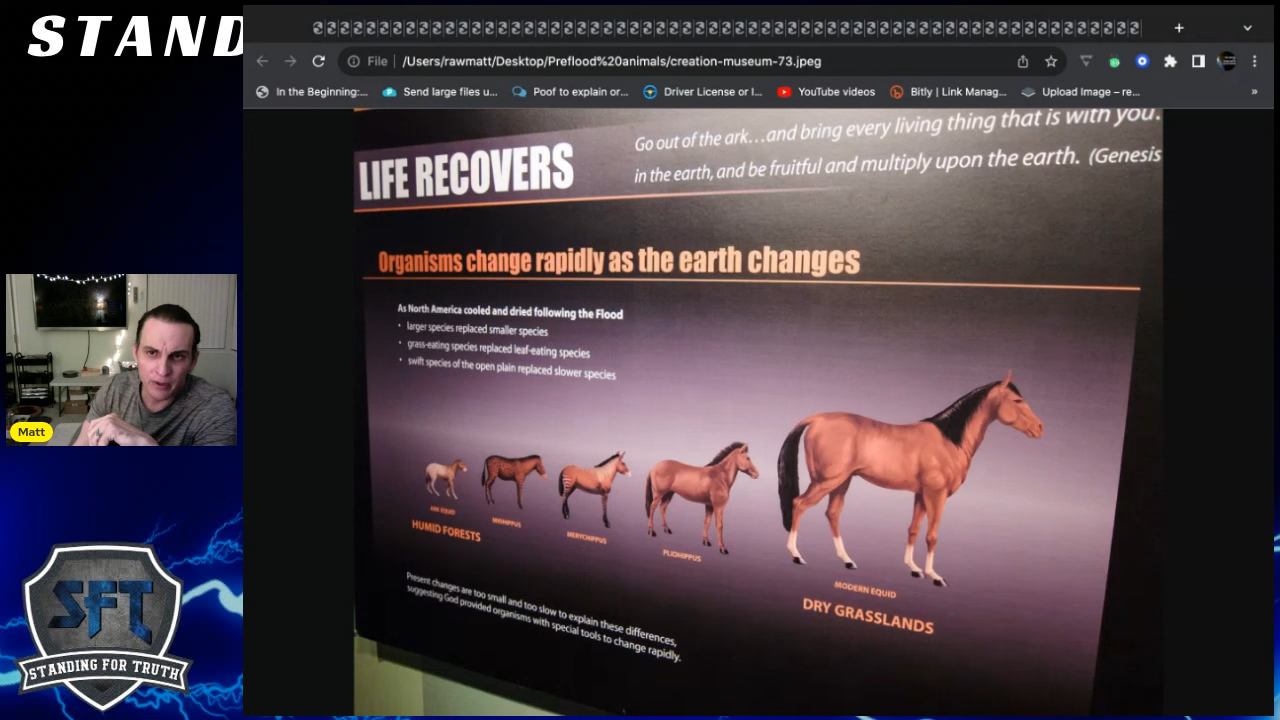 STAND
File
/Users/rawmatt/Desktop/Preflood%20animals/creation-museum-73.jpeg
In the Beginning:...
Send large files u...
Poof to explain or...
Driver License or I...
YouTube videos
Bitly | Link Manag...
Upload Image – re...
»
Go out of the ark...and bring every living thing that is with you.
in the earth, and be fruitful and multiply upon the earth. (Genesis
LIFE RECOVERS
Organisms change rapidly as the earth changes
As North America cooled and dried following the Flood
• larger species replaced smaller species
• grass-eating species replaced leaf-eating species
• swift species of the open plain replaced slower species
ARK EQUID
MIOHIPPUS
MERYCHIPPUS
PLIOHIPPUS
MODERN EQUID
HUMID FORESTS
DRY GRASSLANDS
Present changes are too small and too slow to explain these differences,
suggesting God provided organisms with special tools to change rapidly.
Matt
SFT
STANDING FOR TRUTH